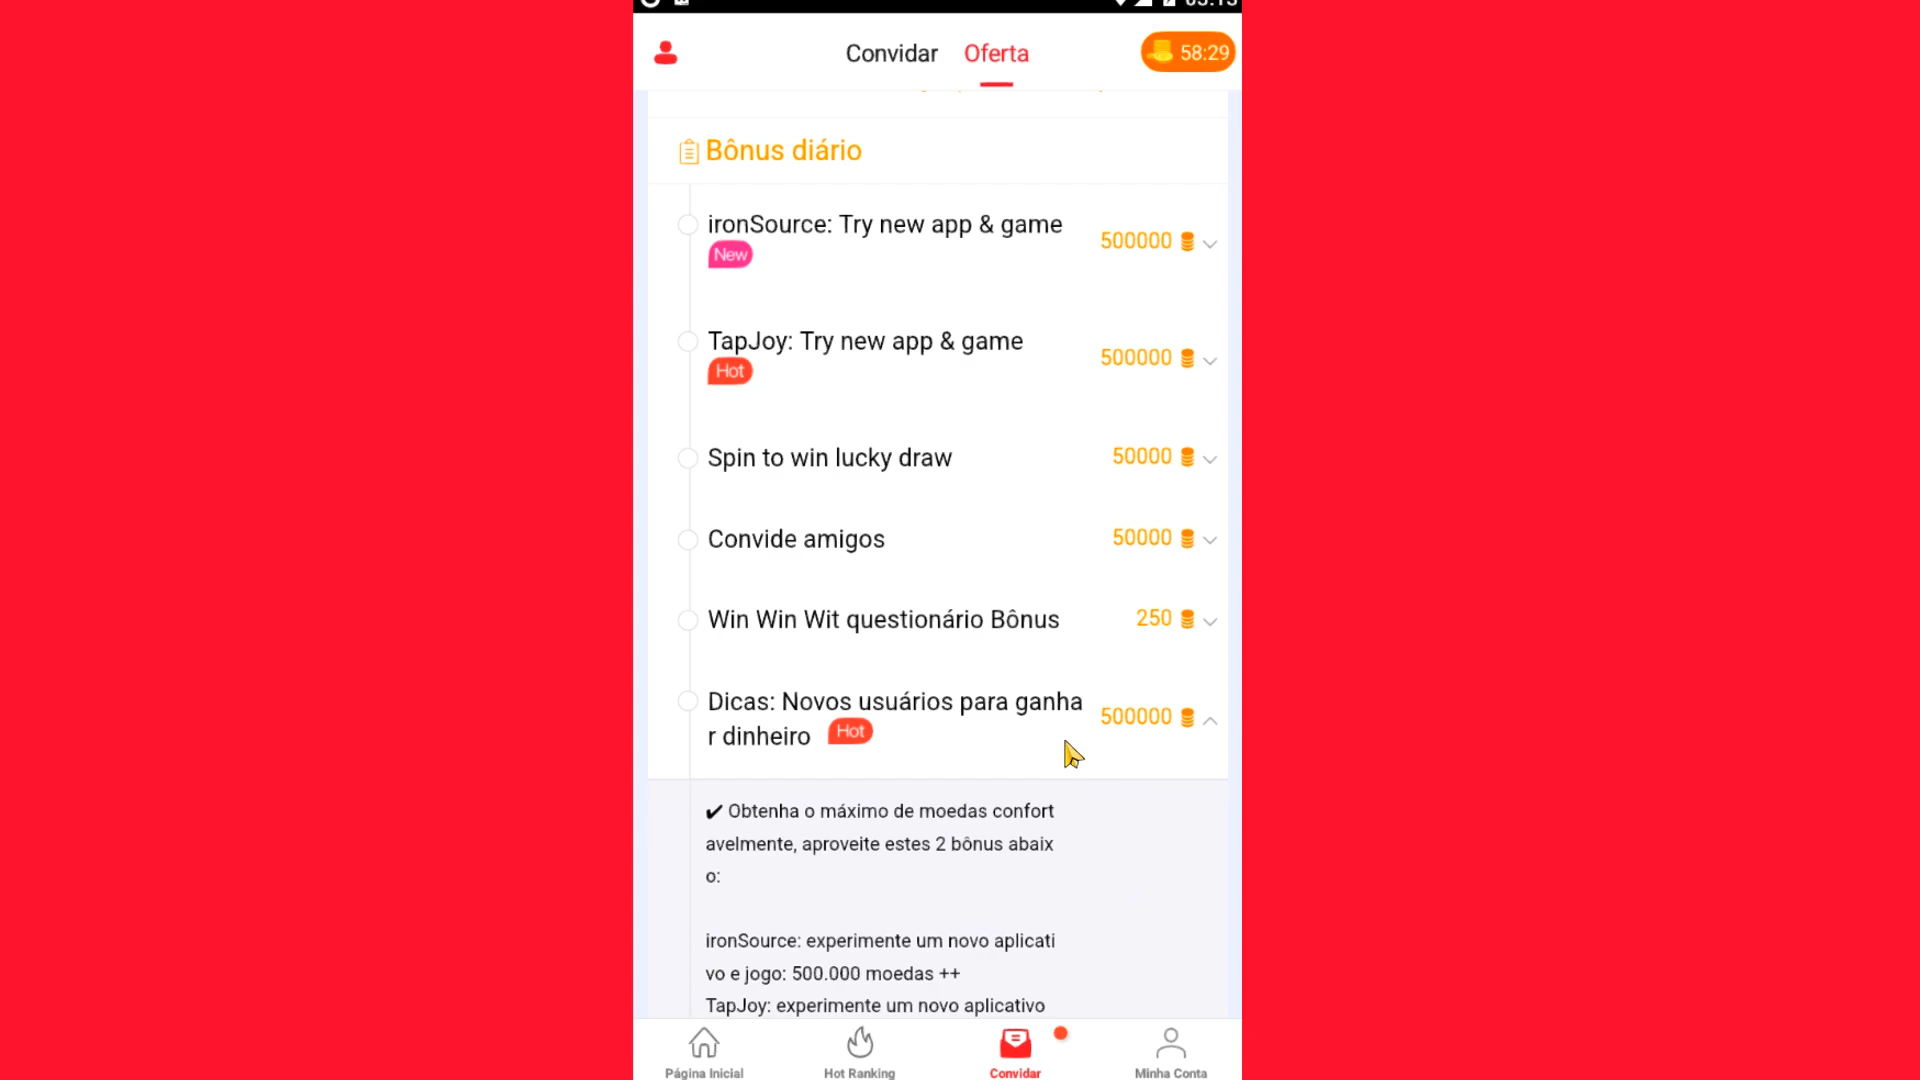 Convidar Oferta 58:29
Bônus diário
ironSource: Try new app & game
New
500000
TapJoy: Try new app & game
Hot
500000
Spin to win lucky draw 50000
Convide amigos 50000
Win Win Wit questionário Bônus 250
Dicas: Novos usuários para ganha
r dinheiro Hot
500000
✔ Obtenha o máximo de moedas confort
avelmente, aproveite estes 2 bônus abaix
o:
ironSource: experimente um novo aplicati
vo e jogo: 500.000 moedas ++
TapJoy: experimente um novo aplicativo
Página Inicial Hot Ranking Convidar Minha Conta